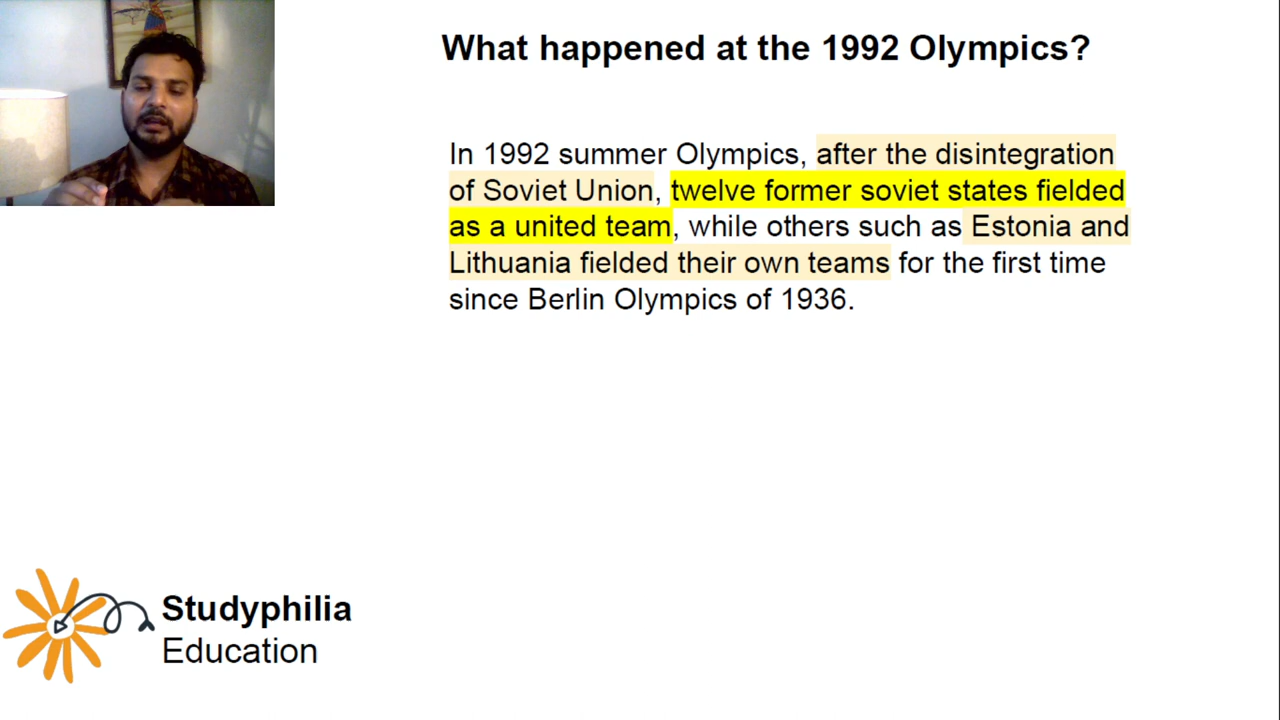 What happened at the 1992 Olympics?
In 1992 summer Olympics, after the disintegration
of Soviet Union, twelve former soviet states fielded
as a united team, while others such as Estonia and
Lithuania fielded their own teams for the first time
since Berlin Olympics of 1936.
Studyphilia
Education